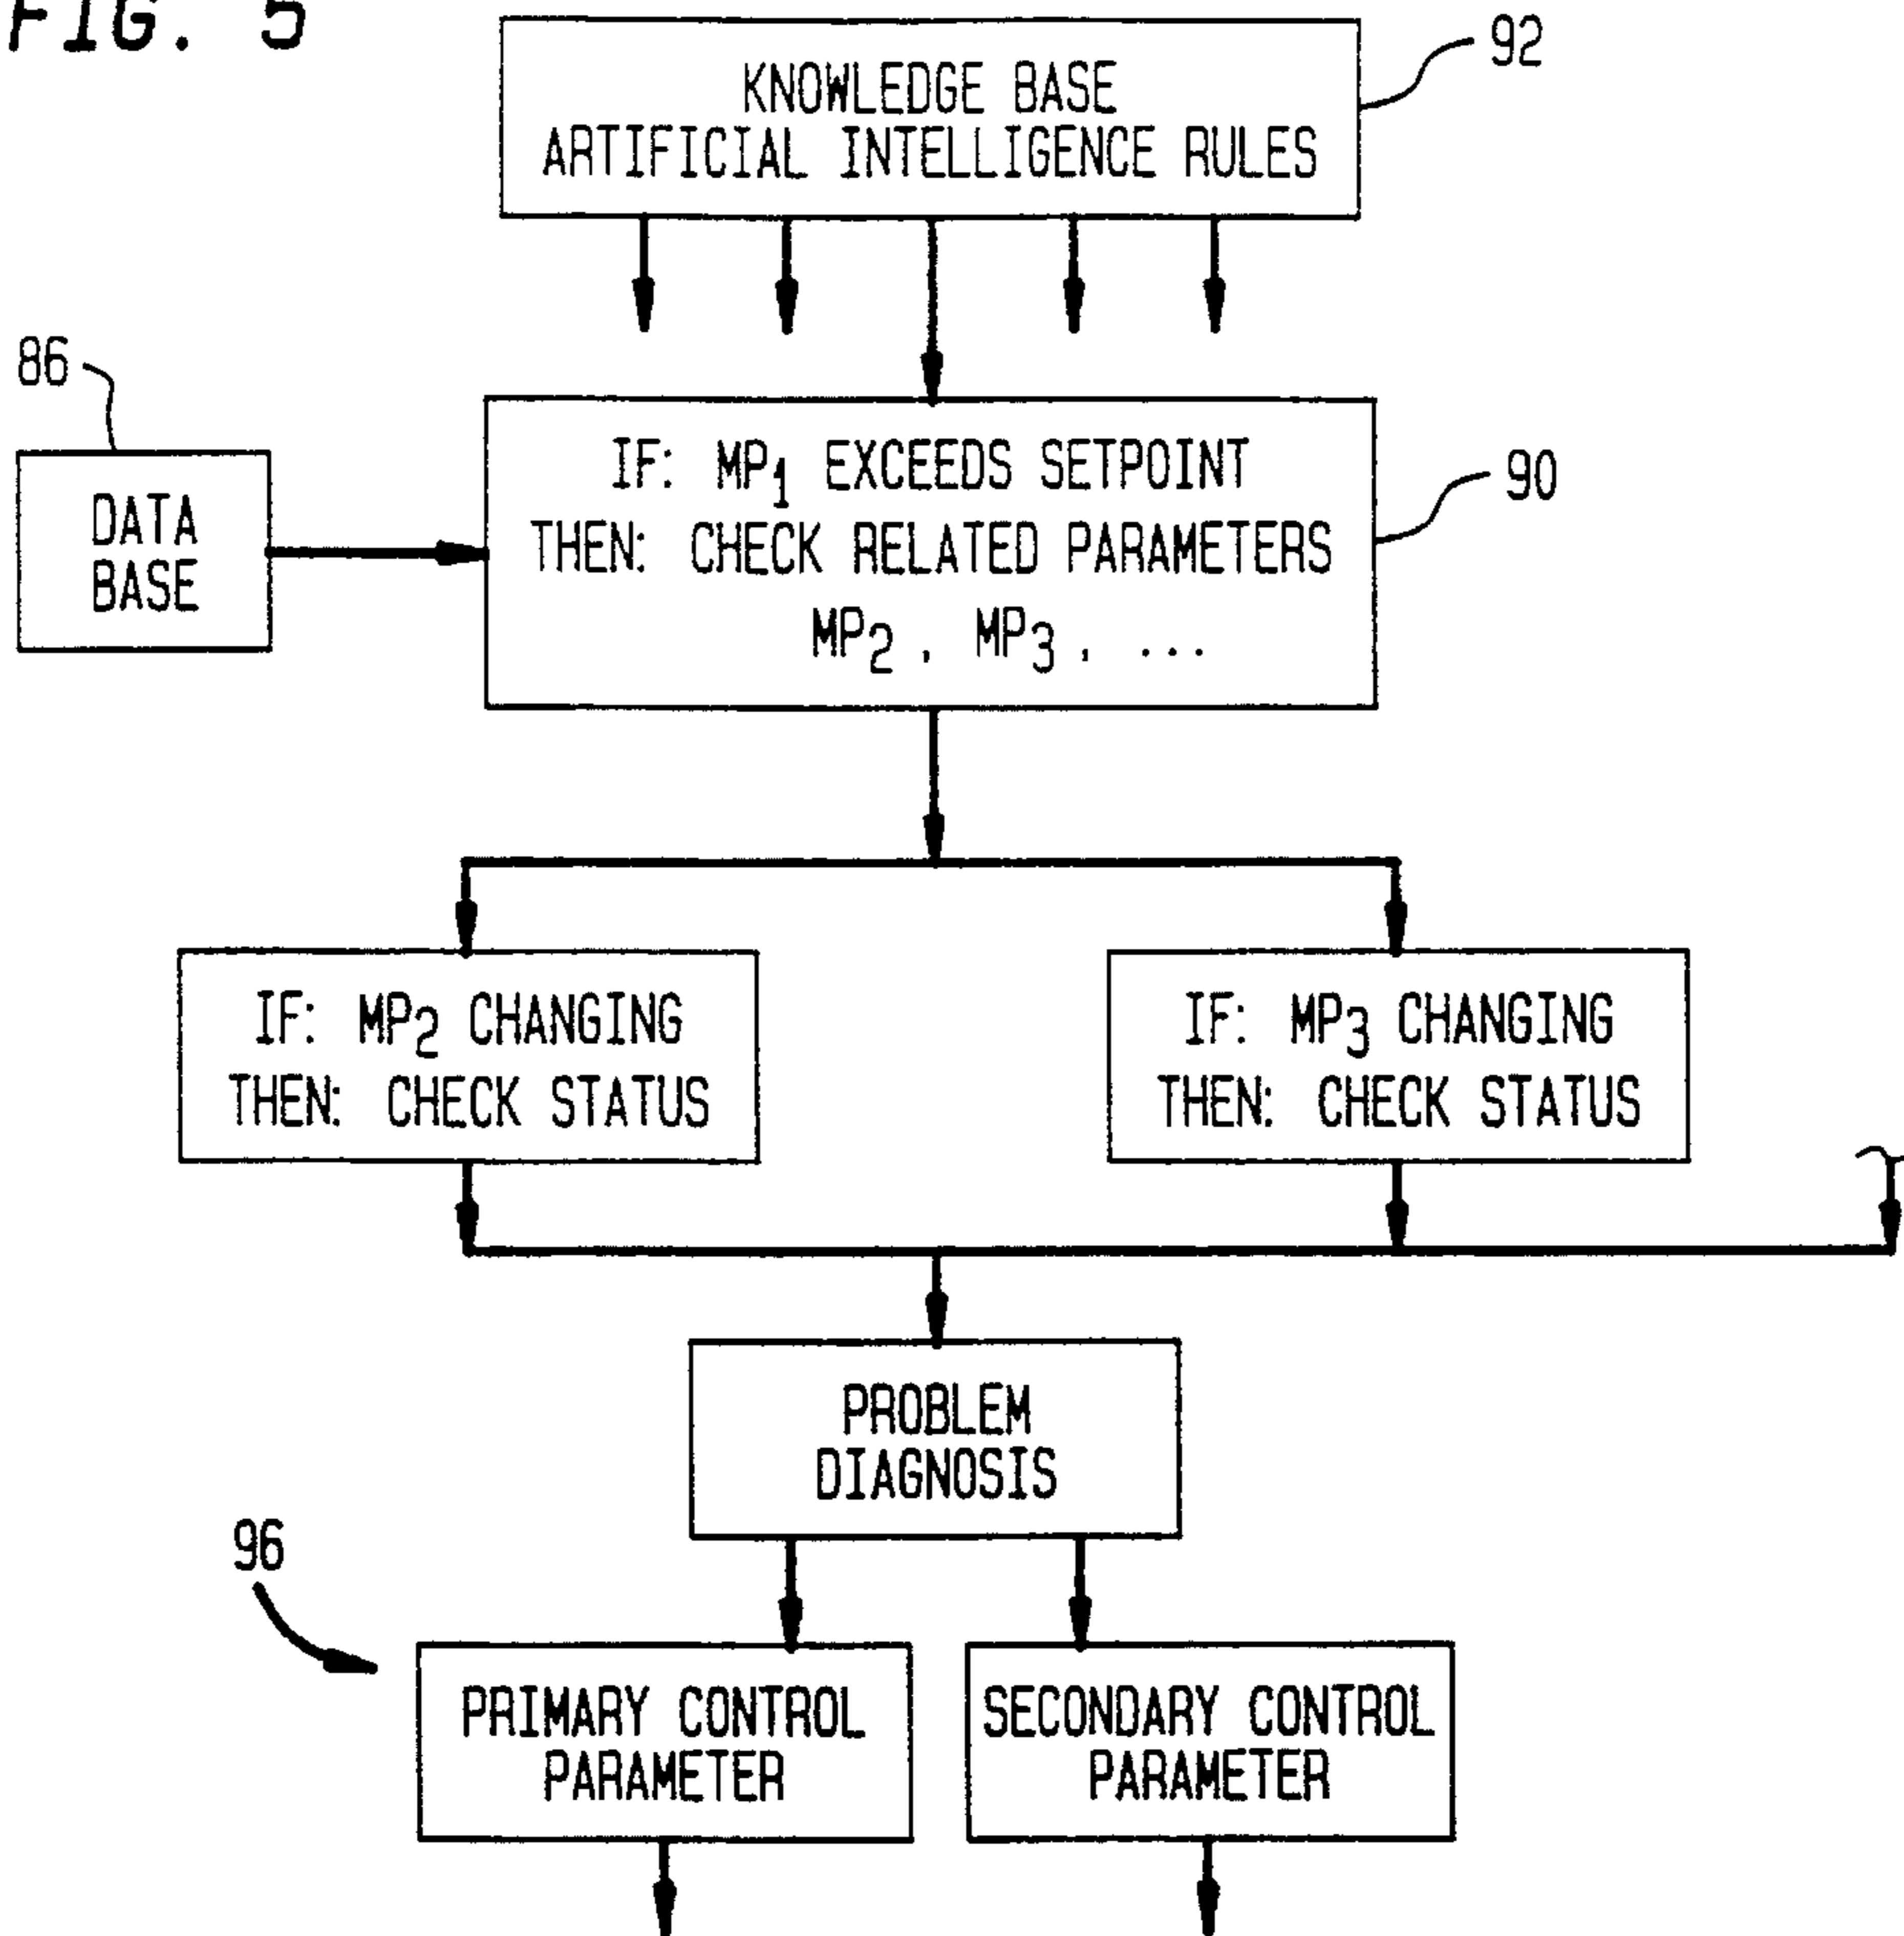 FIG. 5
92
KNOWLEDGE BASE
ARTIFICIAL INTELLIGENCE RULES
86
DATA
BASE
90
IF: MP1 EXCEEDS SETPOINT
THEN: CHECK RELATED PARAMETERS
MP2, MP3, ...
IF: MP2 CHANGING
THEN: CHECK STATUS
IF: MP3 CHANGING
THEN: CHECK STATUS
PROBLEM
DIAGNOSIS
96
PRIMARY CONTROL
PARAMETER
SECONDARY CONTROL
PARAMETER